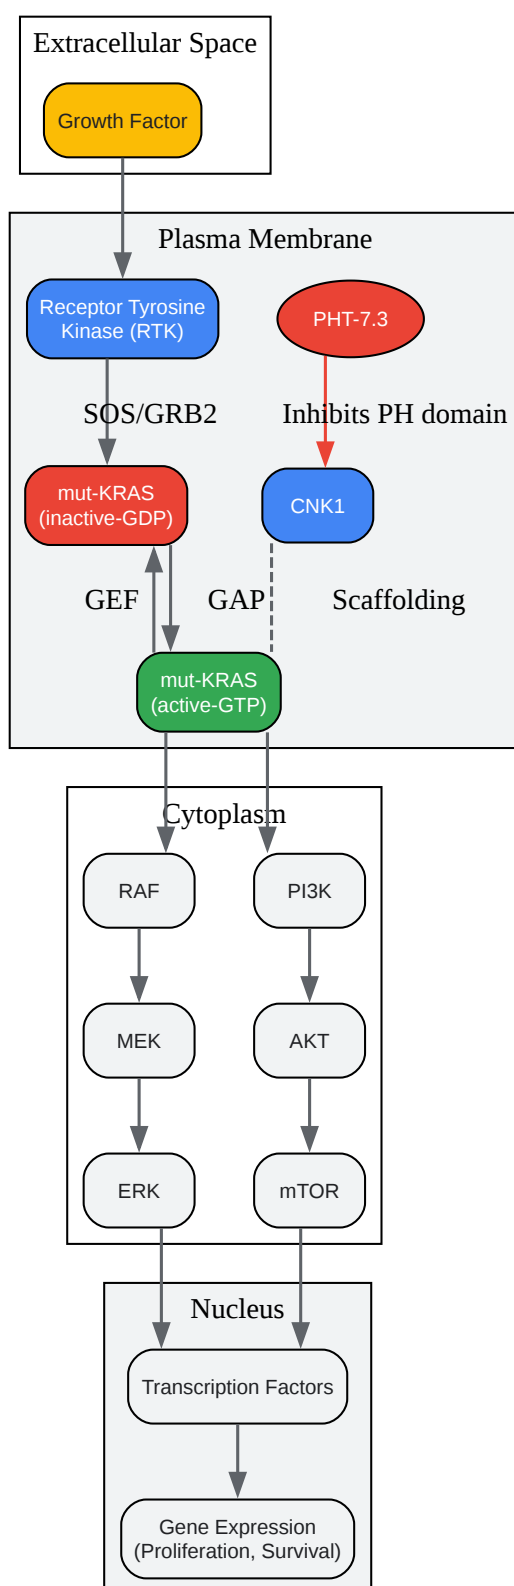 Extracellular Space
Growth Factor
Plasma Membrane
Receptor Tyrosine
Kinase (RTK)
PHT-7.3
SOS/GRB2
Inhibits PH domain
mut-KRAS
(inactive-GDP)
CNK1
GEF
GAP
Scaffolding
mut-KRAS
(active-GTP)
Cytoplasm
RAF
PI3K
MEK
AKT
ERK
mTOR
Nucleus
Transcription Factors
Gene Expression
(Proliferation, Survival)